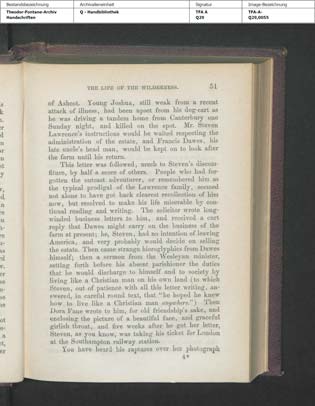 Bestandsbezeichnung Archivalieneinheit Signatur Image-Bezeichnung
Theodor-Fontane-Archiv Q - Handbibliothek TFA A TFA-A-
Handschriften Q29 Q29,0055
THE LIFE OF THE WILDERNESS. 51
of Ashest. Young Joshua, still weak from a recent
attack of illness, had been upset from his dog-cart as
he was driving a tandem home from Canterbury one
Sunday night, and killed on the spot. Mr. Steven
Lawrence's instructions would be waited respecting the
administration of the estate, and Francis Dawes, his
late uncle's head man, would be kept on to look after
the farm until his return.
This letter was followed, much to Steven's discom-
fiture, by half a score of others. People who had for-
gotten the outcast adventurer, or remembered him as
the typical prodigal of the Lawrence family, seemed
not alone to have got back clearest recollection of him
now, but resolved to make his life miserable by con-
tinual reading and writing. The solicitor wrote long-
winded business letters to him, and received a curt
reply that Dawes might carry on the business of the
farm at present; he, Steven, had no intention of leaving
America, and very probably would decide on selling
the estate. Then came strange hieroglyphics from Dawes
himself; then a sermon from the Wesleyan minister,
setting forth before his absent parishioner the duties
that he would discharge to himself and to society by
living like a Christian man on his own land (to which
Steven, out of patience with all this letter writing, an-
swered, in careful round text, that "he hoped he knew
how to live like a Christian man anywhere.") Then
Dora Fane wrote to him, for old friendship's sake, and
enclosing the picture of a beautiful face, and graceful
girlish throat, and five weeks after he got her letter,
Steven, as you know, was taking his ticket for London
at the Southampton railway station.
You have heard his raptures over her photograph
4*